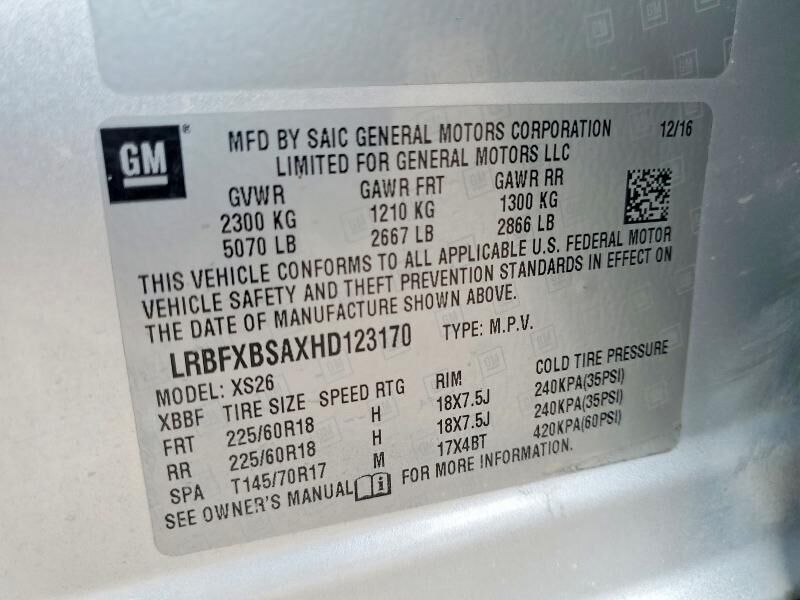 GM
MFD BY SAIC GENERAL MOTORS CORPORATION 12/16
LIMITED FOR GENERAL MOTORS LLC
GVWR GAWR FRT GAWR RR
2300 KG 1210 KG 1300 KG
5070 LB 2667 LB 2866 LB
THIS VEHICLE CONFORMS TO ALL APPLICABLE U.S. FEDERAL MOTOR
VEHICLE SAFETY AND THEFT PREVENTION STANDARDS IN EFFECT ON
THE DATE OF MANUFACTURE SHOWN ABOVE.
LRBFXBSAXHD123170 TYPE: M.P.V.
MODEL: XS26
XBBF TIRE SIZE SPEED RTG RIM COLD TIRE PRESSURE
FRT 225/60R18 H 18X7.5J 240KPA(35PSI)
RR 225/60R18 H 18X7.5J 240KPA(35PSI)
SPA T145/70R17 M 17X4BT 420KPA(60PSI)
SEE OWNER'S MANUAL FOR MORE INFORMATION.